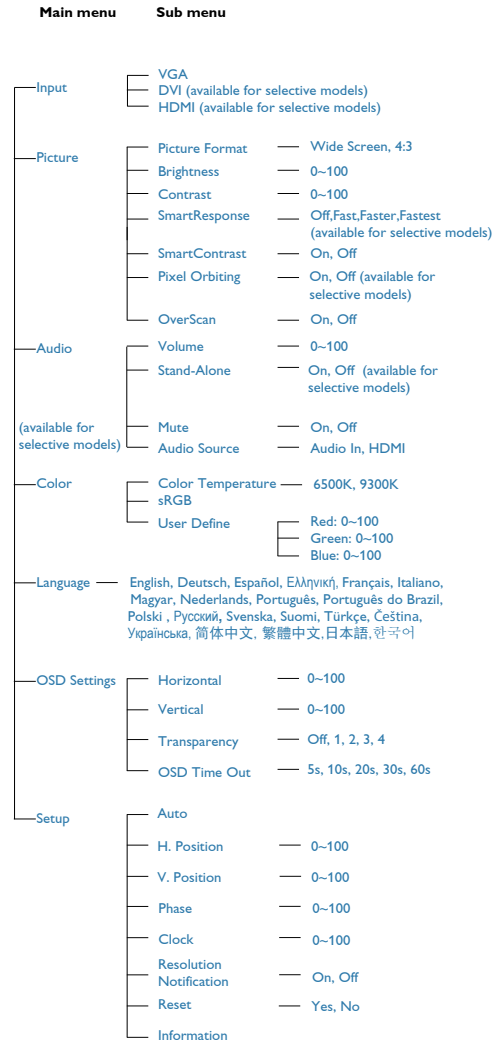 Main menu Sub menu
VGA
Input
DVI (available for selective models)
HDMI (available for selective models)
Picture
Picture Format Wide Screen, 4:3
Brightness 0~100
Contrast 0~100
SmartResponse Off,Fast,Faster,Fastest
(available for selective models)
SmartContrast On, Off
Pixel Orbiting On, Off (available for
selective models)
OverScan On, Off
Audio
Volume 0~100
Stand-Alone On, Off (available for
selective models)
(available for
selective models)
Mute On, Off
Audio Source Audio In, HDMI
Color
Color Temperature 6500K, 9300K
sRGB
User Define Red: 0~100
Green: 0~100
Blue: 0~100
Language English, Deutsch, Español, Ελληνική, Français, Italiano,
Magyar, Nederlands, Português, Português do Brazil,
Polski , Русский, Svenska, Suomi, Türkçe, Čeština,
Українська, 简体中文, 繁體中文,日本語,한국어
OSD Settings
Horizontal 0~100
Vertical 0~100
Transparency Off, 1, 2, 3, 4
OSD Time Out 5s, 10s, 20s, 30s, 60s
Setup
Auto
H. Position 0~100
V. Position 0~100
Phase 0~100
Clock 0~100
Resolution
Notification On, Off
Reset Yes, No
Information